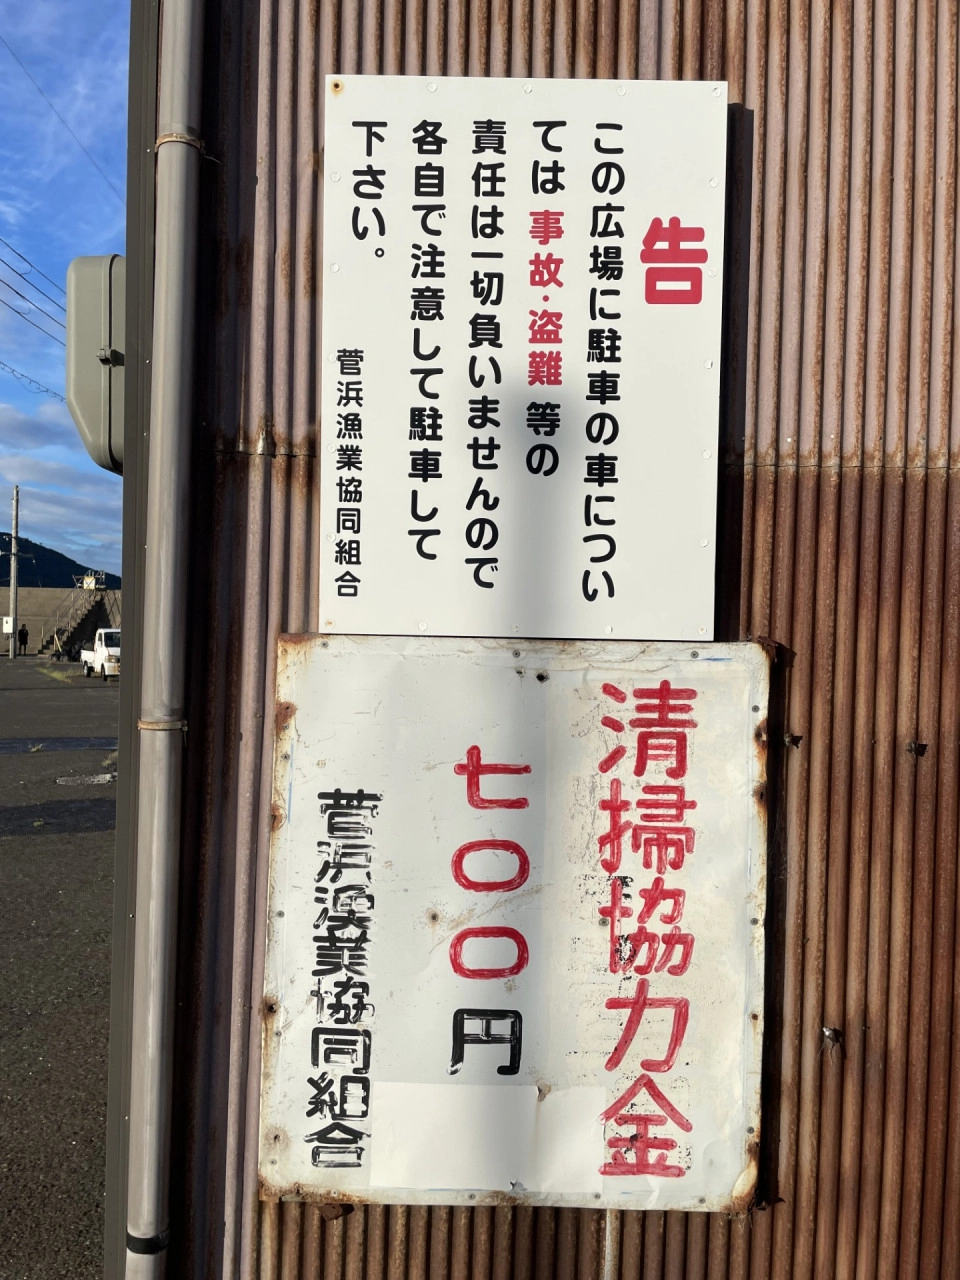 告
この広場に駐車の車につい
ては事故・盗難等の
責任は一切負いませんので
各自で注意して駐車して
下さい。
菅浜漁業協同組合
清掃協力金
七〇〇円
菅浜漁業協同組合